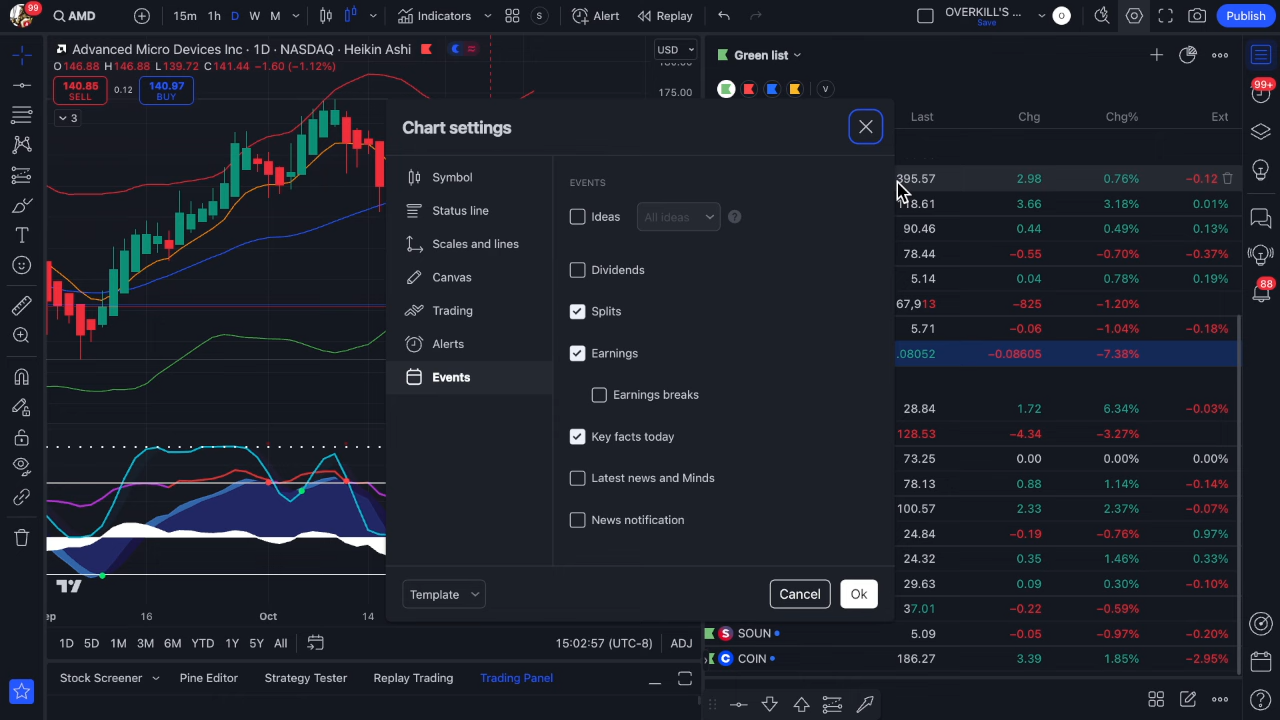 99
AMD
15m 1h D W M
Indicators
S
Alert
Replay
OVERKILL'S ...
Save
O
Publish
Advanced Micro Devices Inc · 1D · NASDAQ · Heikin Ashi
O146.88 H146.88 L139.72 C141.44 −1.60 (−1.12%)
140.85
SELL
0.12
140.97
BUY
3
USD
175.00
Green list
V
99+
Last Chg Chg% Ext
Chart settings
Symbol
Status line
Scales and lines
Canvas
Trading
Alerts
Events
EVENTS
Ideas All ideas ?
Dividends
Splits
Earnings
Earnings breaks
Key facts today
Latest news and Minds
News notification
Template
Cancel Ok
395.57 2.98 0.76% −0.12
18.61 3.66 3.18% 0.01%
90.46 0.44 0.49% 0.13%
78.44 −0.55 −0.70% −0.37%
5.14 0.04 0.78% 0.19%
67,913 −825 −1.20%
5.71 −0.06 −1.04% −0.18%
.08052 −0.08605 −7.38%
28.84 1.72 6.34% −0.03%
128.53 −4.34 −3.27%
73.25 0.00 0.00% 0.00%
78.13 0.88 1.14% −0.14%
100.57 2.33 2.37% −0.07%
24.84 −0.19 −0.76% 0.97%
24.32 0.35 1.46% 0.33%
29.63 0.09 0.30% −0.10%
37.01 −0.22 −0.59%
SOUN 5.09 −0.05 −0.97% −0.20%
COIN 186.27 3.39 1.85% −2.95%
88
ep 16 Oct 14
1D 5D 1M 3M 6M YTD 1Y 5Y All
15:02:57 (UTC-8) ADJ
Stock Screener Pine Editor Strategy Tester Replay Trading Trading Panel